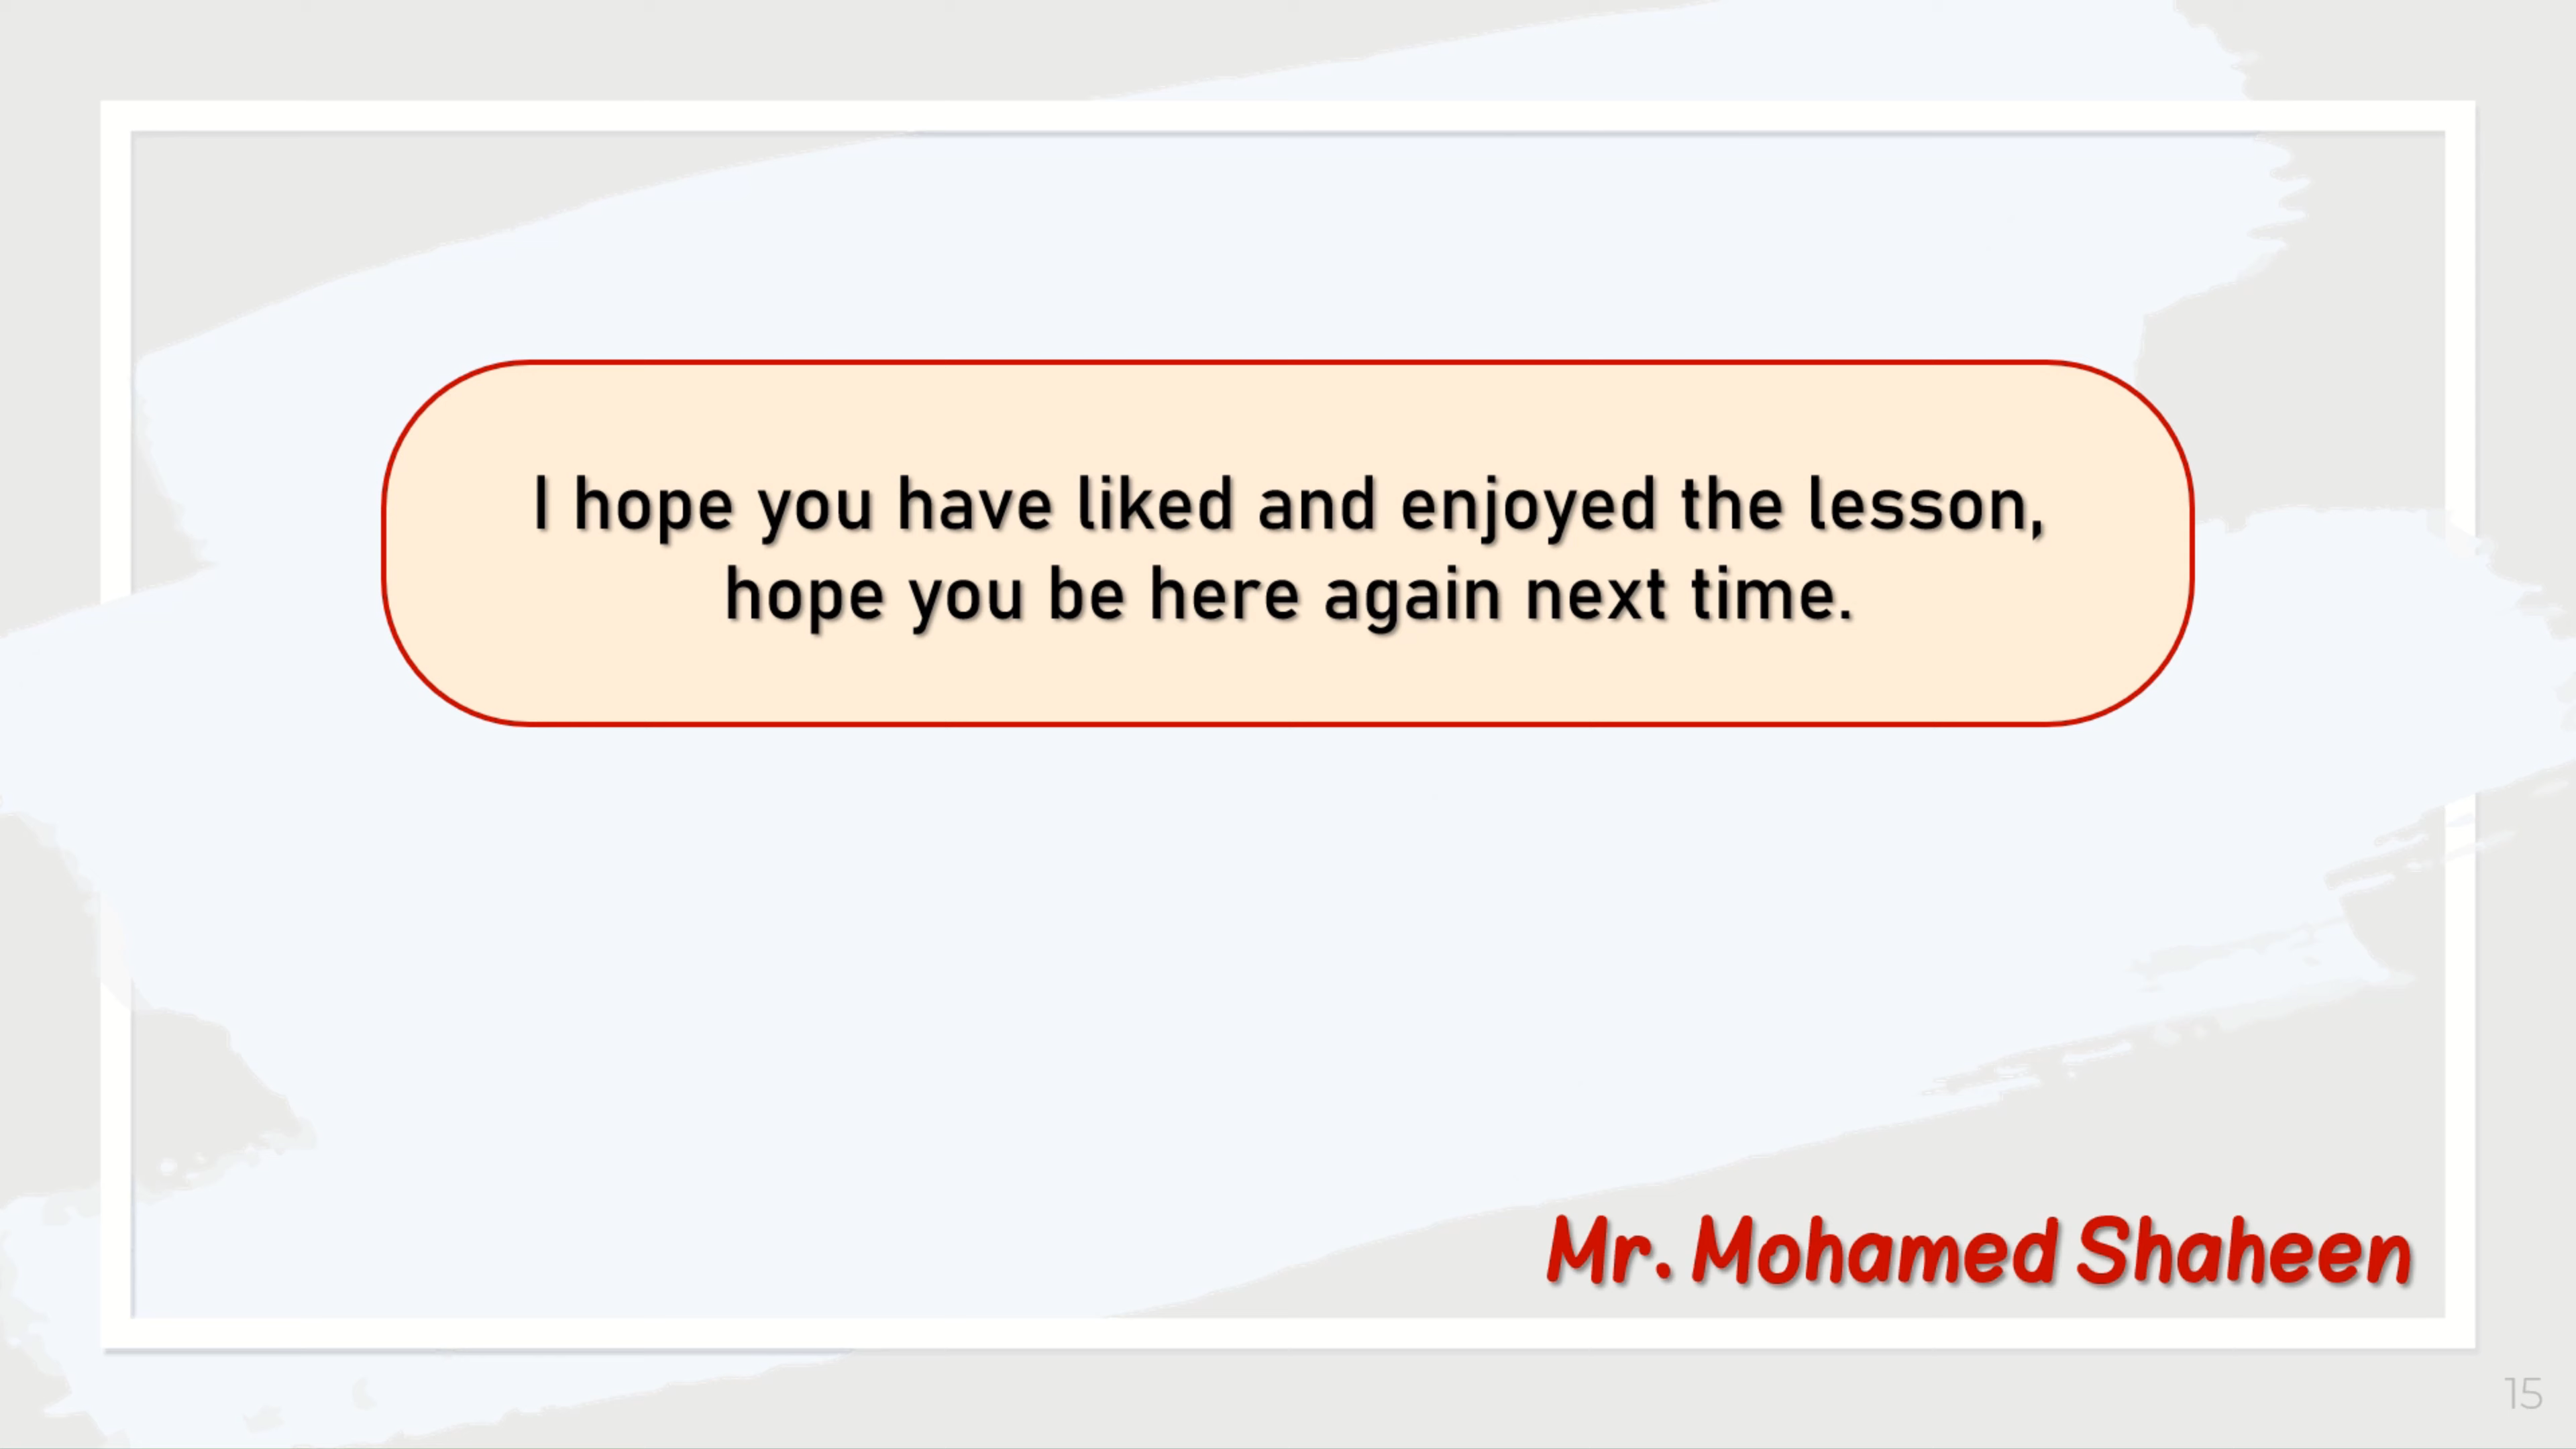 I hope you have liked and enjoyed the lesson,
hope you be here again next time.
Mr. Mohamed Shaheen
15